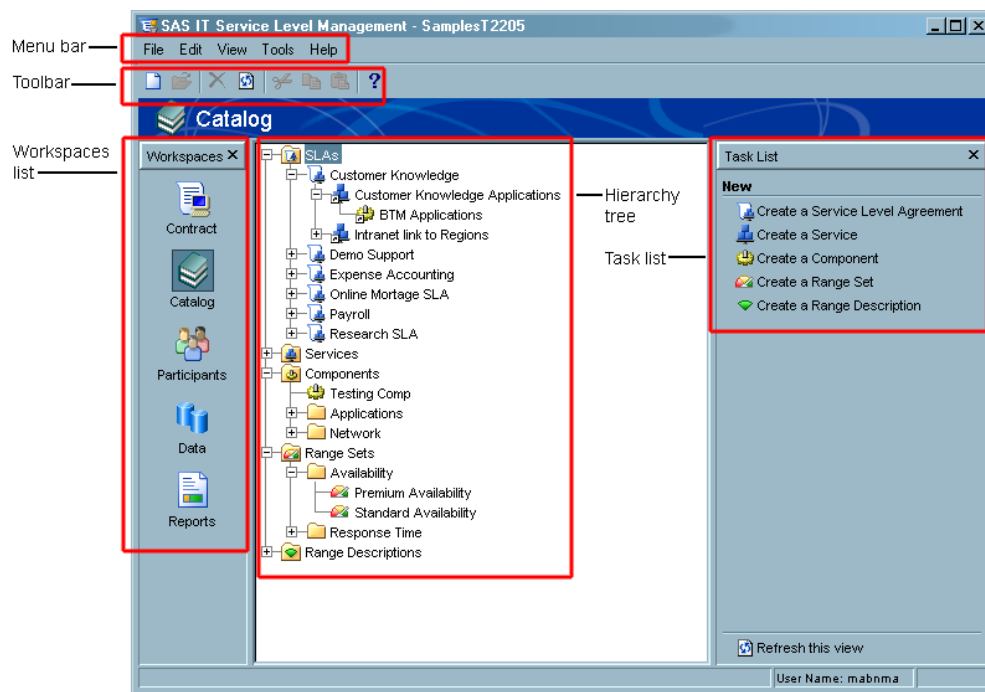 SAS IT Service Level Management - SamplesT2205
Menu bar
File Edit View Tools Help
Toolbar
?
Catalog
Workspaces
list
Workspaces
Contract
Catalog
Participants
Data
Reports
SLAs
Customer Knowledge
Customer Knowledge Applications
BTM Applications
Intranet link to Regions
Demo Support
Expense Accounting
Online Mortage SLA
Payroll
Research SLA
Services
Components
Testing Comp
Applications
Network
Range Sets
Availability
Premium Availability
Standard Availability
Response Time
Range Descriptions
Hierarchy
tree
Task list
Task List
New
Create a Service Level Agreement
Create a Service
Create a Component
Create a Range Set
Create a Range Description
Refresh this view
User Name: mabnma